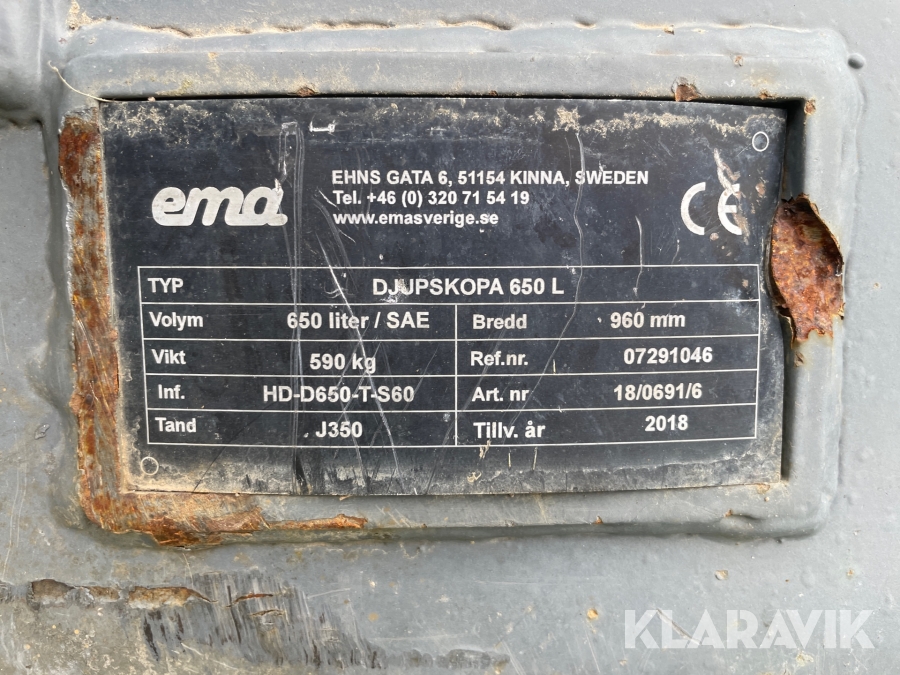 ema
EHNS GATA 6, 51154 KINNA, SWEDEN
Tel. +46 (0) 320 71 54 19
www.emasverige.se
CE
TYP DJUPSKOPA 650 L
Volym 650 liter / SAE Bredd 960 mm
Vikt 590 kg Ref.nr. 07291046
Inf. HD-D650-T-S60 Art. nr 18/0691/6
Tand J350 Tillv. år 2018
KLARAVIK